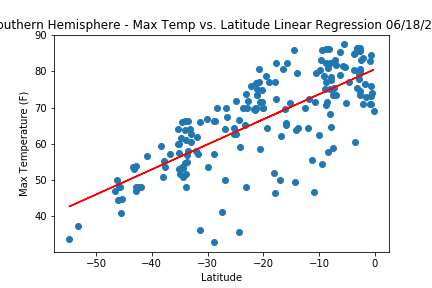 outhern Hemisphere - Max Temp vs. Latitude Linear Regression 06/18/2
90
80
70
60
50
40
Max Temperature (F)
−50 −40 −30 −20 −10 0
Latitude